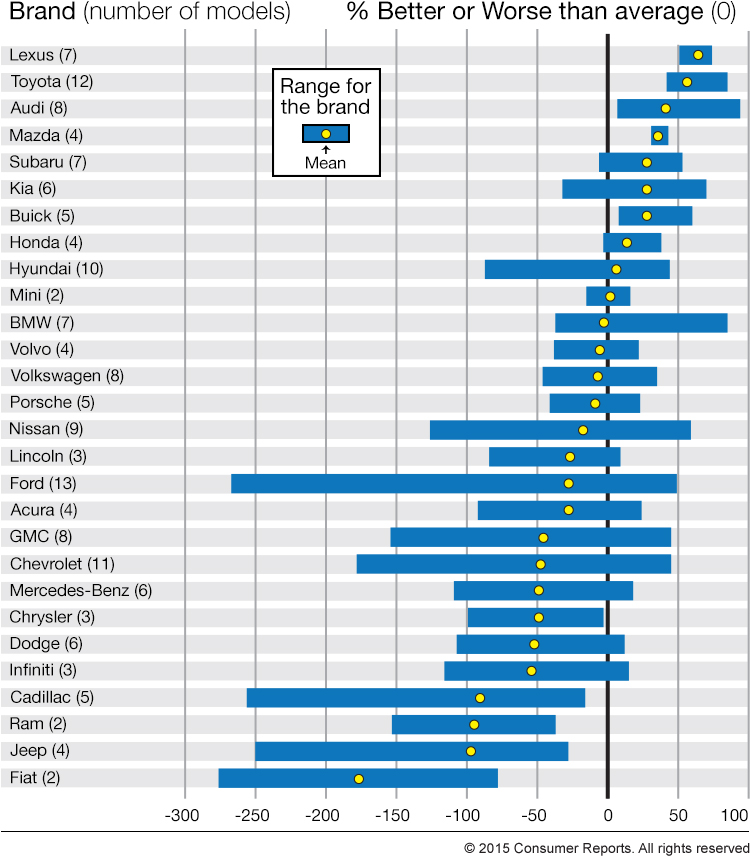 Brand (number of models) % Better or Worse than average (0)
Lexus (7)
Toyota (12)
Range for
the brand
Mean
Audi (8)
Mazda (4)
Subaru (7)
Kia (6)
Buick (5)
Honda (4)
Hyundai (10)
Mini (2)
BMW (7)
Volvo (4)
Volkswagen (8)
Porsche (5)
Nissan (9)
Lincoln (3)
Ford (13)
Acura (4)
GMC (8)
Chevrolet (11)
Mercedes-Benz (6)
Chrysler (3)
Dodge (6)
Infiniti (3)
Cadillac (5)
Ram (2)
Jeep (4)
Fiat (2)
-300 -250 -200 -150 -100 -50 0 50 100
© 2015 Consumer Reports. All rights reserved